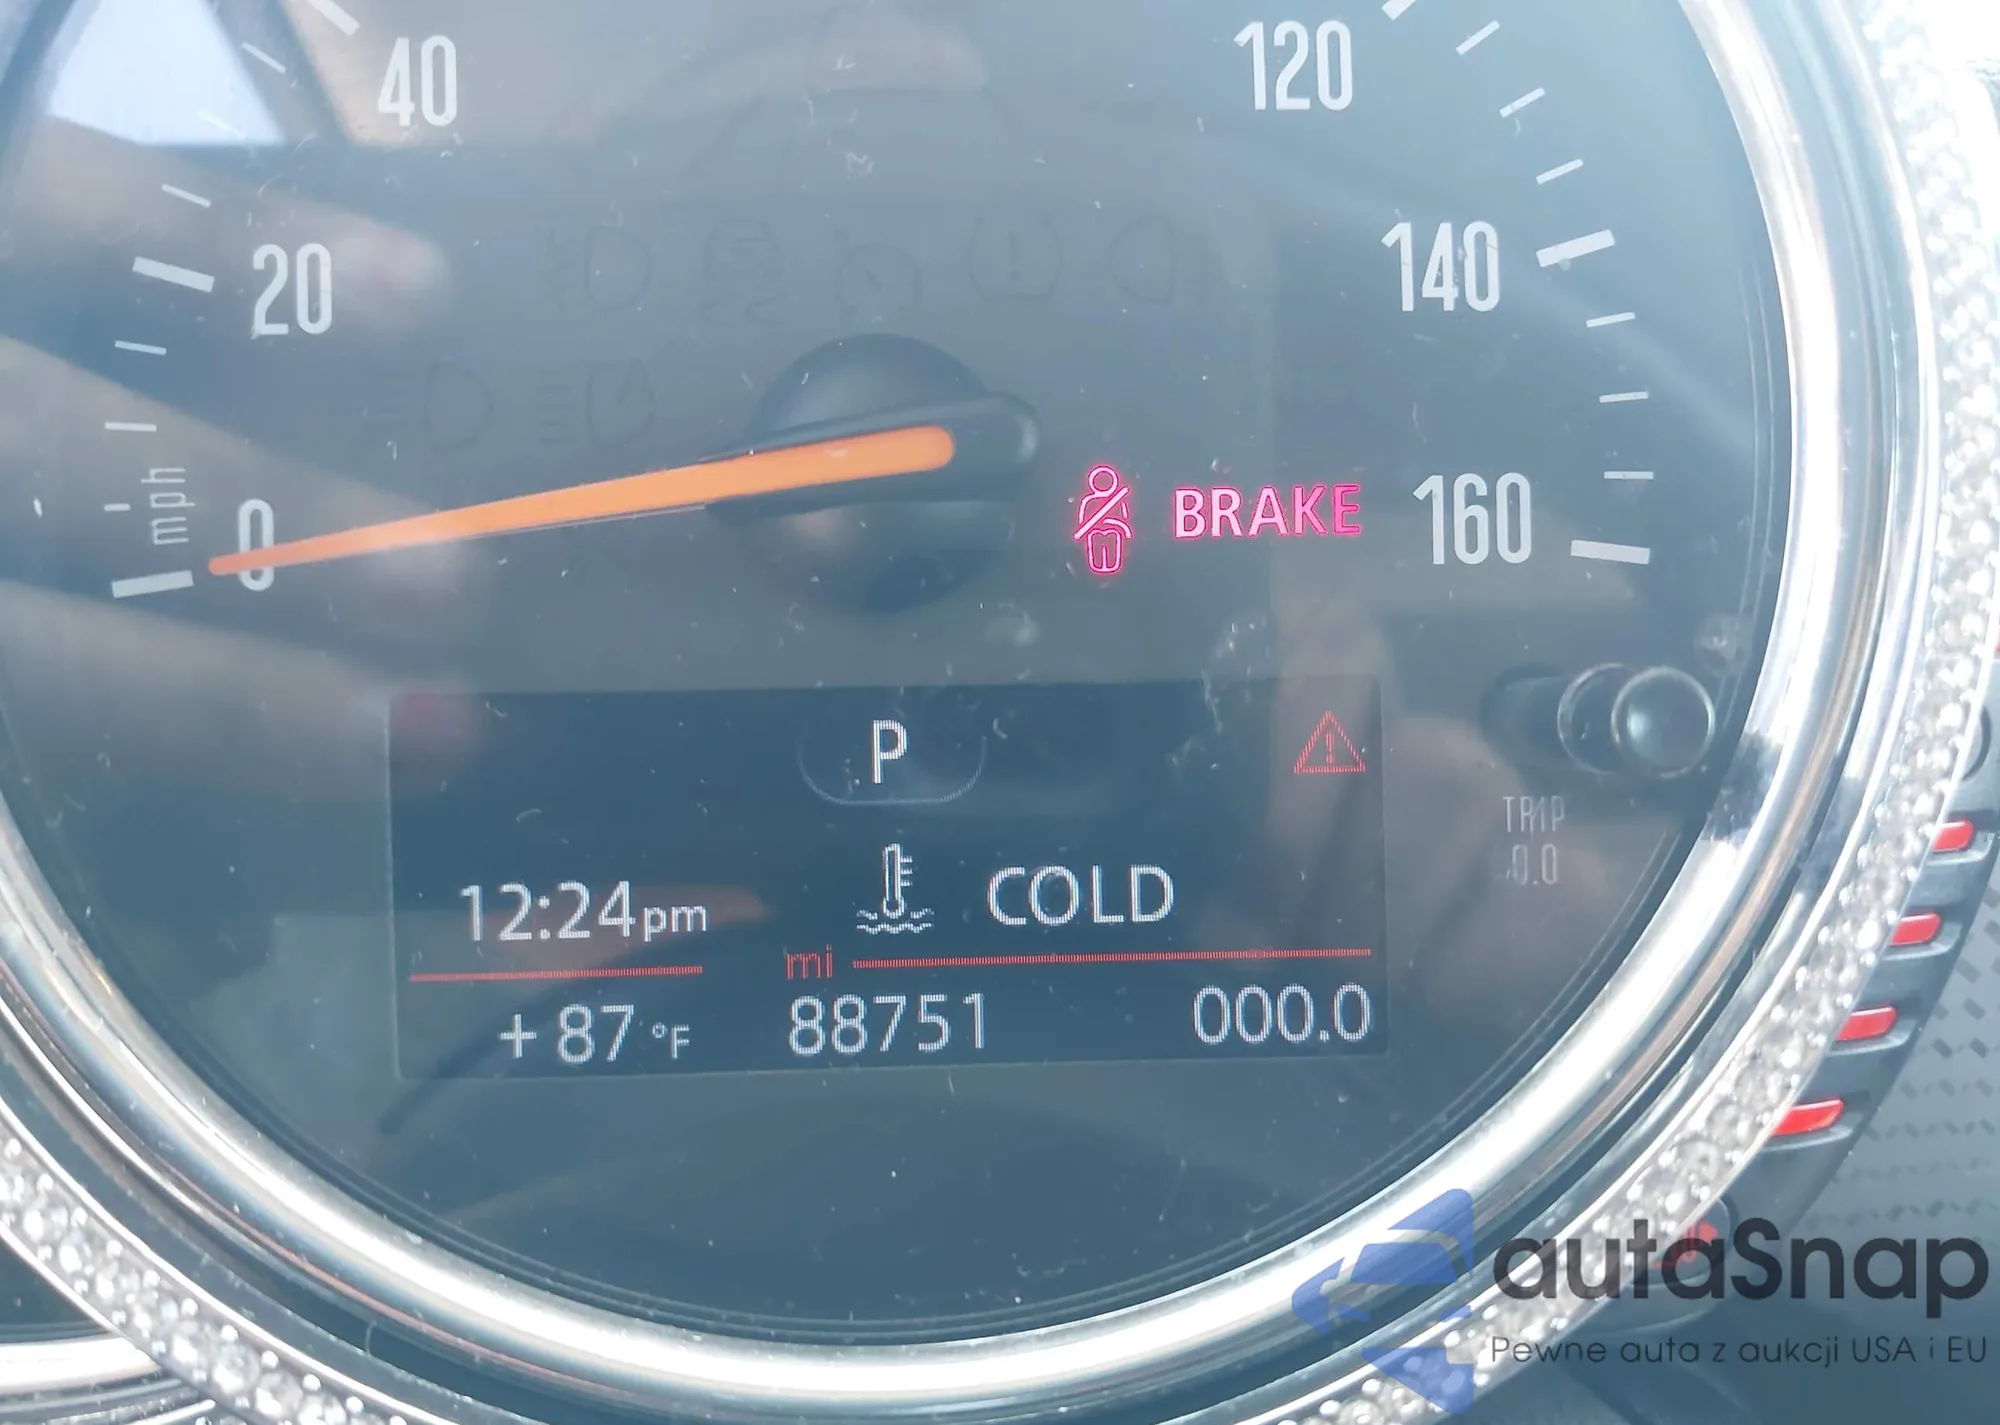 40
120
20
140
mph
0
BRAKE
160
P
TRIP
0.0
12:24pm
COLD
mi
+87 °F
88751
000.0
autaSnap
Pewne auta z aukcji USA i EU